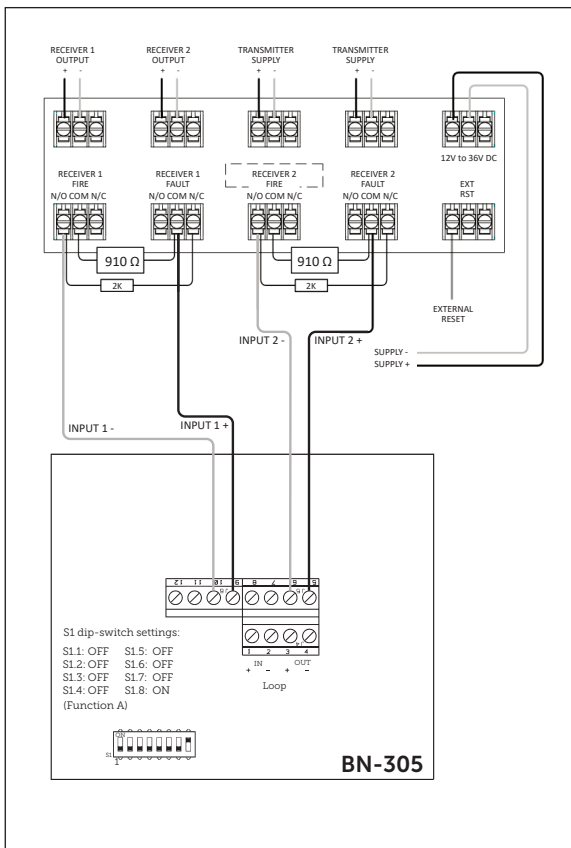 RECEIVER 1
OUTPUT
+ -
RECEIVER 2
OUTPUT
+ -
TRANSMITTER
SUPPLY
+ -
TRANSMITTER
SUPPLY
+ -
12V to 36V DC
RECEIVER 1
FIRE
N/O COM N/C
RECEIVER 1
FAULT
N/O COM N/C
RECEIVER 2
FIRE
N/O COM N/C
RECEIVER 2
FAULT
N/O COM N/C
EXT
RST
910 Ω
2K
910 Ω
2K
EXTERNAL
RESET
INPUT 2 -
INPUT 2 +
SUPPLY -
SUPPLY +
INPUT 1 -
INPUT 1 +
12 11 10 9 8 7 6 5
1 2 3 4
IN OUT
+ - + -
Loop
S1 dip-switch settings:
S1.1: OFF S1.5: OFF
S1.2: OFF S1.6: OFF
S1.3: OFF S1.7: OFF
S1.4: OFF S1.8: ON
(Function A)
ON
S1
1
BN-305